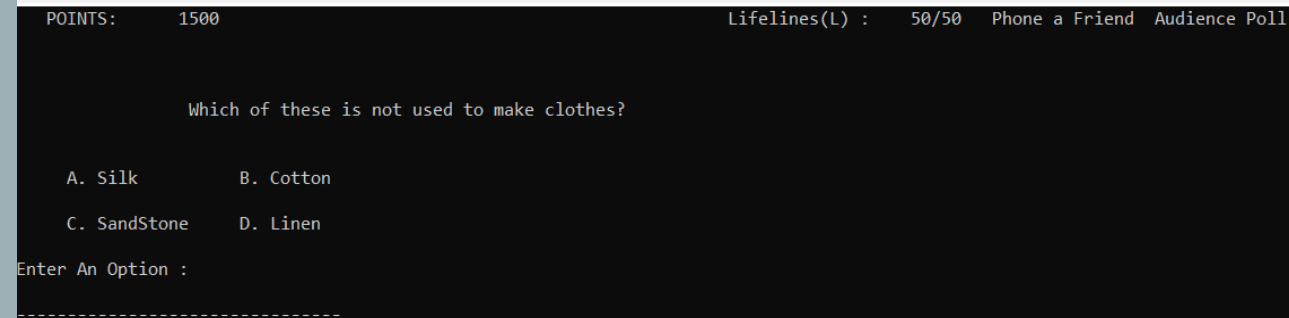 POINTS: 1500 Lifelines(L) : 50/50 Phone a Friend Audience Poll
Which of these is not used to make clothes?
A. Silk B. Cotton
C. SandStone D. Linen
Enter An Option :
--------------------------------